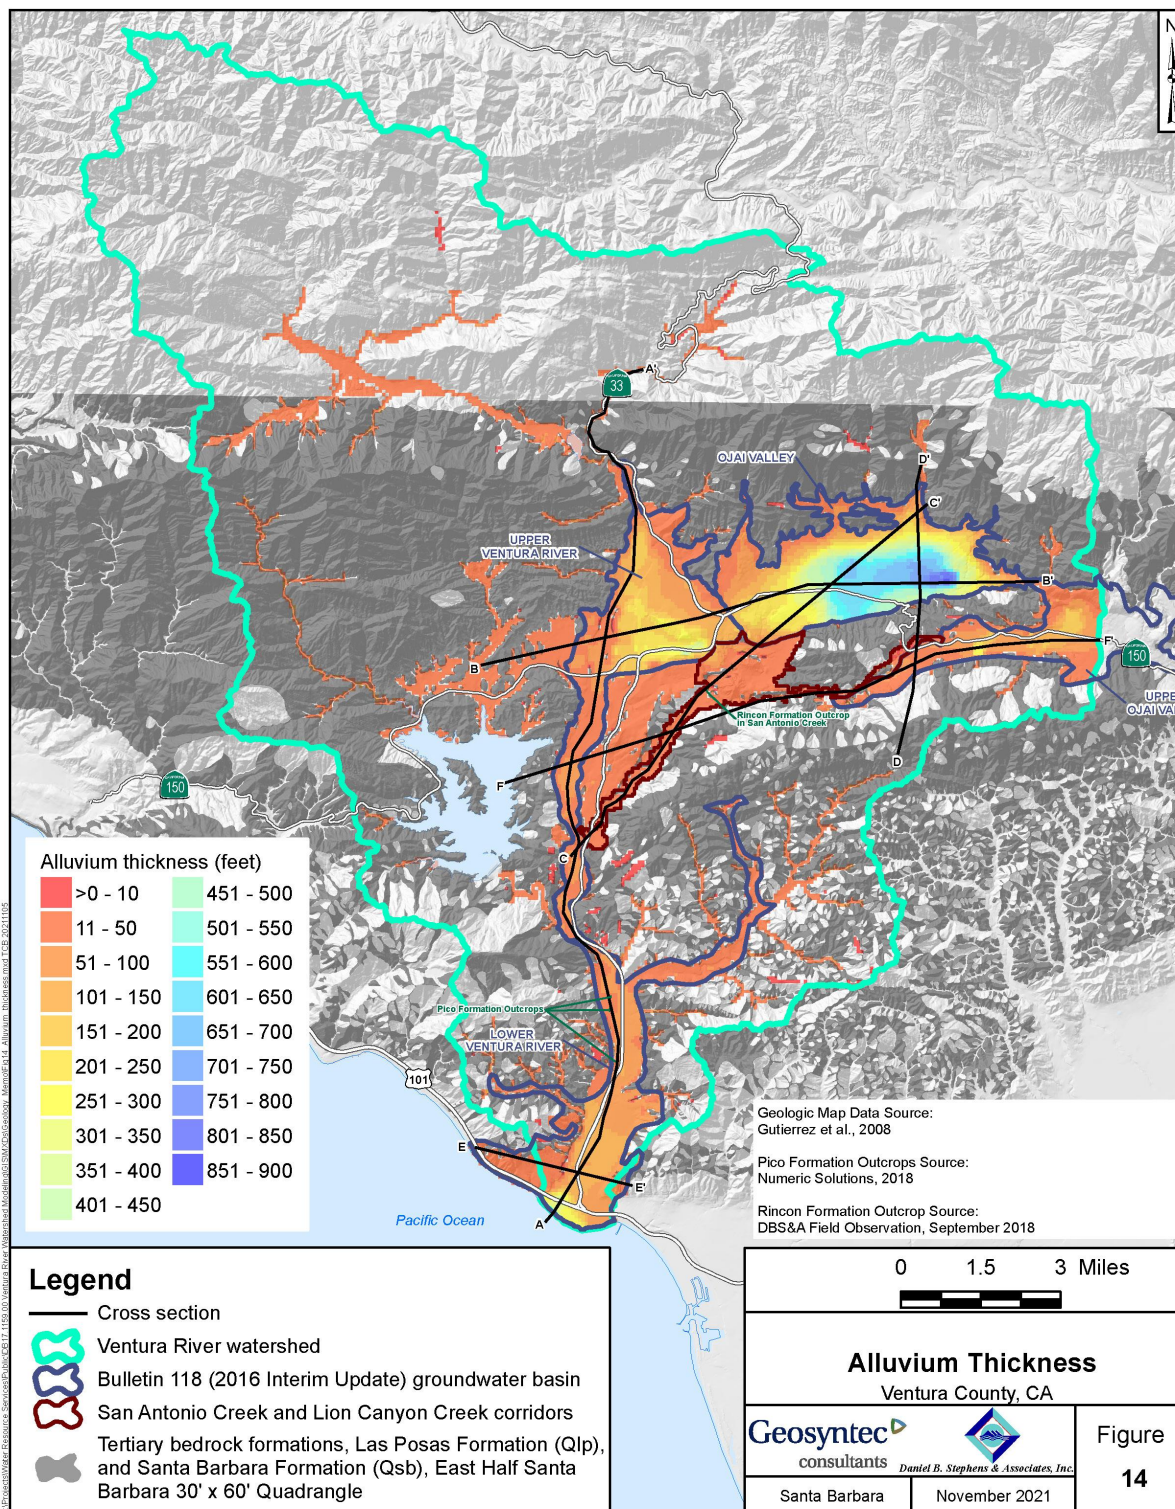 N
33
A'
OJAI VALLEY
D'
C'
UPPER
VENTURA RIVER
B'
B
F'
150
UPPE
OJAI VAL
Rincon Formation Outcrop
in San Antonio Creek
D
F
150
C
Alluvium thickness (feet)
>0 - 10
11 - 50
51 - 100
101 - 150
151 - 200
201 - 250
251 - 300
301 - 350
351 - 400
401 - 450
451 - 500
501 - 550
551 - 600
601 - 650
651 - 700
701 - 750
751 - 800
801 - 850
851 - 900
Pico Formation Outcrops
LOWER
VENTURA RIVER
101
E
E'
A
Pacific Ocean
Geologic Map Data Source:
Gutierrez et al., 2008
Pico Formation Outcrops Source:
Numeric Solutions, 2018
Rincon Formation Outcrop Source:
DBS&A Field Observation, September 2018
Legend
Cross section
Ventura River watershed
Bulletin 118 (2016 Interim Update) groundwater basin
San Antonio Creek and Lion Canyon Creek corridors
Tertiary bedrock formations, Las Posas Formation (Qlp),
and Santa Barbara Formation (Qsb), East Half Santa
Barbara 30' x 60' Quadrangle
0 1.5 3 Miles
Alluvium Thickness
Ventura County, CA
Geosyntec
consultants
Daniel B. Stephens & Associates, Inc.
Figure
14
Santa Barbara
November 2021